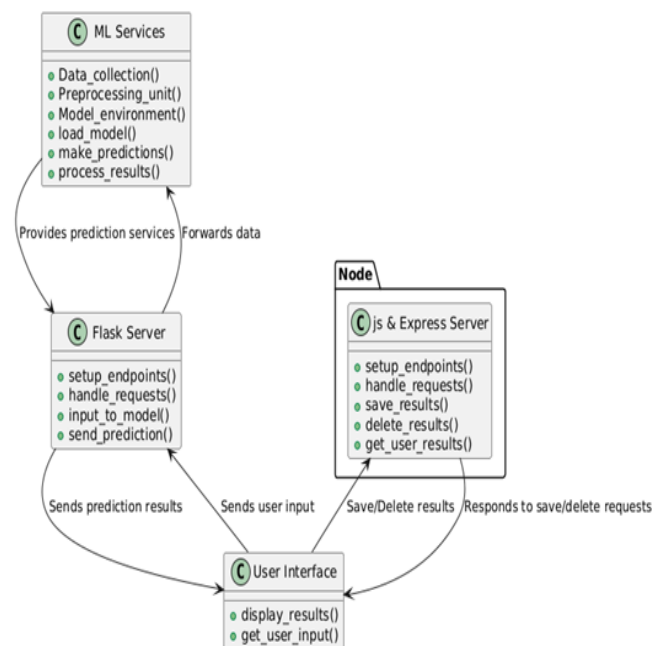 C ML Services
Data_collection()
Preprocessing_unit()
Model_environment()
load_model()
make_predictions()
process_results()
Provides prediction services
Forwards data
Node
C Flask Server
setup_endpoints()
handle_requests()
input_to_model()
send_prediction()
C js & Express Server
setup_endpoints()
handle_requests()
save_results()
delete_results()
get_user_results()
Sends prediction results
Sends user input
Save/Delete results
Responds to save/delete requests
C User Interface
display_results()
get_user_input()